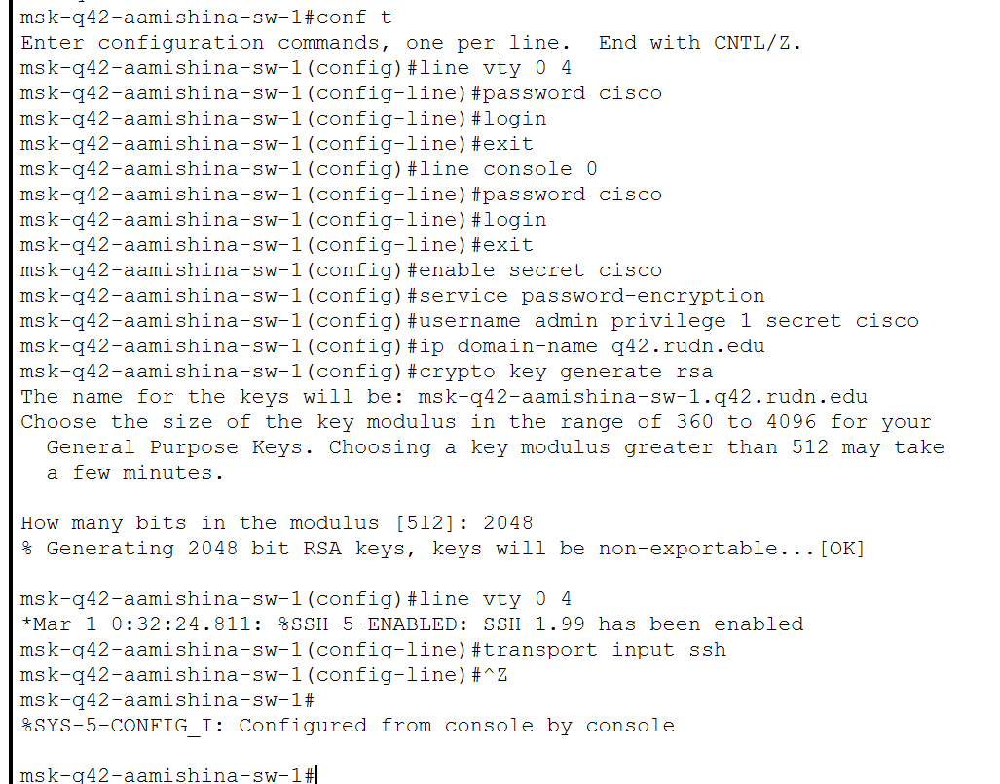 msk-q42-aamishina-sw-1#conf t
Enter configuration commands, one per line.  End with CNTL/Z.
msk-q42-aamishina-sw-1(config)#line vty 0 4
msk-q42-aamishina-sw-1(config-line)#password cisco
msk-q42-aamishina-sw-1(config-line)#login
msk-q42-aamishina-sw-1(config-line)#exit
msk-q42-aamishina-sw-1(config)#line console 0
msk-q42-aamishina-sw-1(config-line)#password cisco
msk-q42-aamishina-sw-1(config-line)#login
msk-q42-aamishina-sw-1(config-line)#exit
msk-q42-aamishina-sw-1(config)#enable secret cisco
msk-q42-aamishina-sw-1(config)#service password-encryption
msk-q42-aamishina-sw-1(config)#username admin privilege 1 secret cisco
msk-q42-aamishina-sw-1(config)#ip domain-name q42.rudn.edu
msk-q42-aamishina-sw-1(config)#crypto key generate rsa
The name for the keys will be: msk-q42-aamishina-sw-1.q42.rudn.edu
Choose the size of the key modulus in the range of 360 to 4096 for your
  General Purpose Keys. Choosing a key modulus greater than 512 may take
  a few minutes.

How many bits in the modulus [512]: 2048
% Generating 2048 bit RSA keys, keys will be non-exportable...[OK]

msk-q42-aamishina-sw-1(config)#line vty 0 4
*Mar 1 0:32:24.811: %SSH-5-ENABLED: SSH 1.99 has been enabled
msk-q42-aamishina-sw-1(config-line)#transport input ssh
msk-q42-aamishina-sw-1(config-line)#^Z
msk-q42-aamishina-sw-1#
%SYS-5-CONFIG_I: Configured from console by console

msk-q42-aamishina-sw-1#